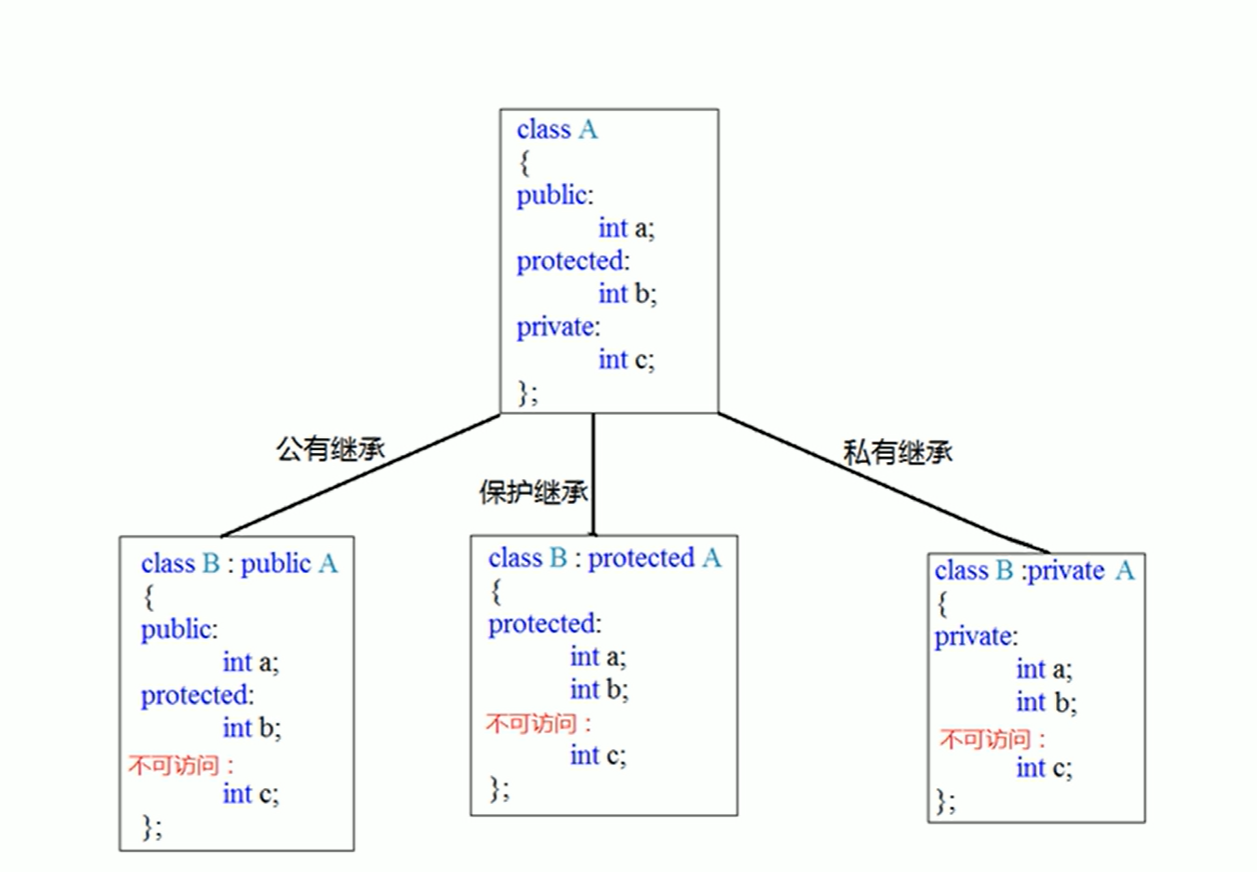 class A
{
public:
int a;
protected:
int b;
private:
int c;
};
公有继承
保护继承
私有继承
class B : public A
{
public:
int a;
protected:
int b;
不可访问：
int c;
};
class B : protected A
{
protected:
int a;
int b;
不可访问：
int c;
};
class B :private A
{
private:
int a;
int b;
不可访问：
int c;
};